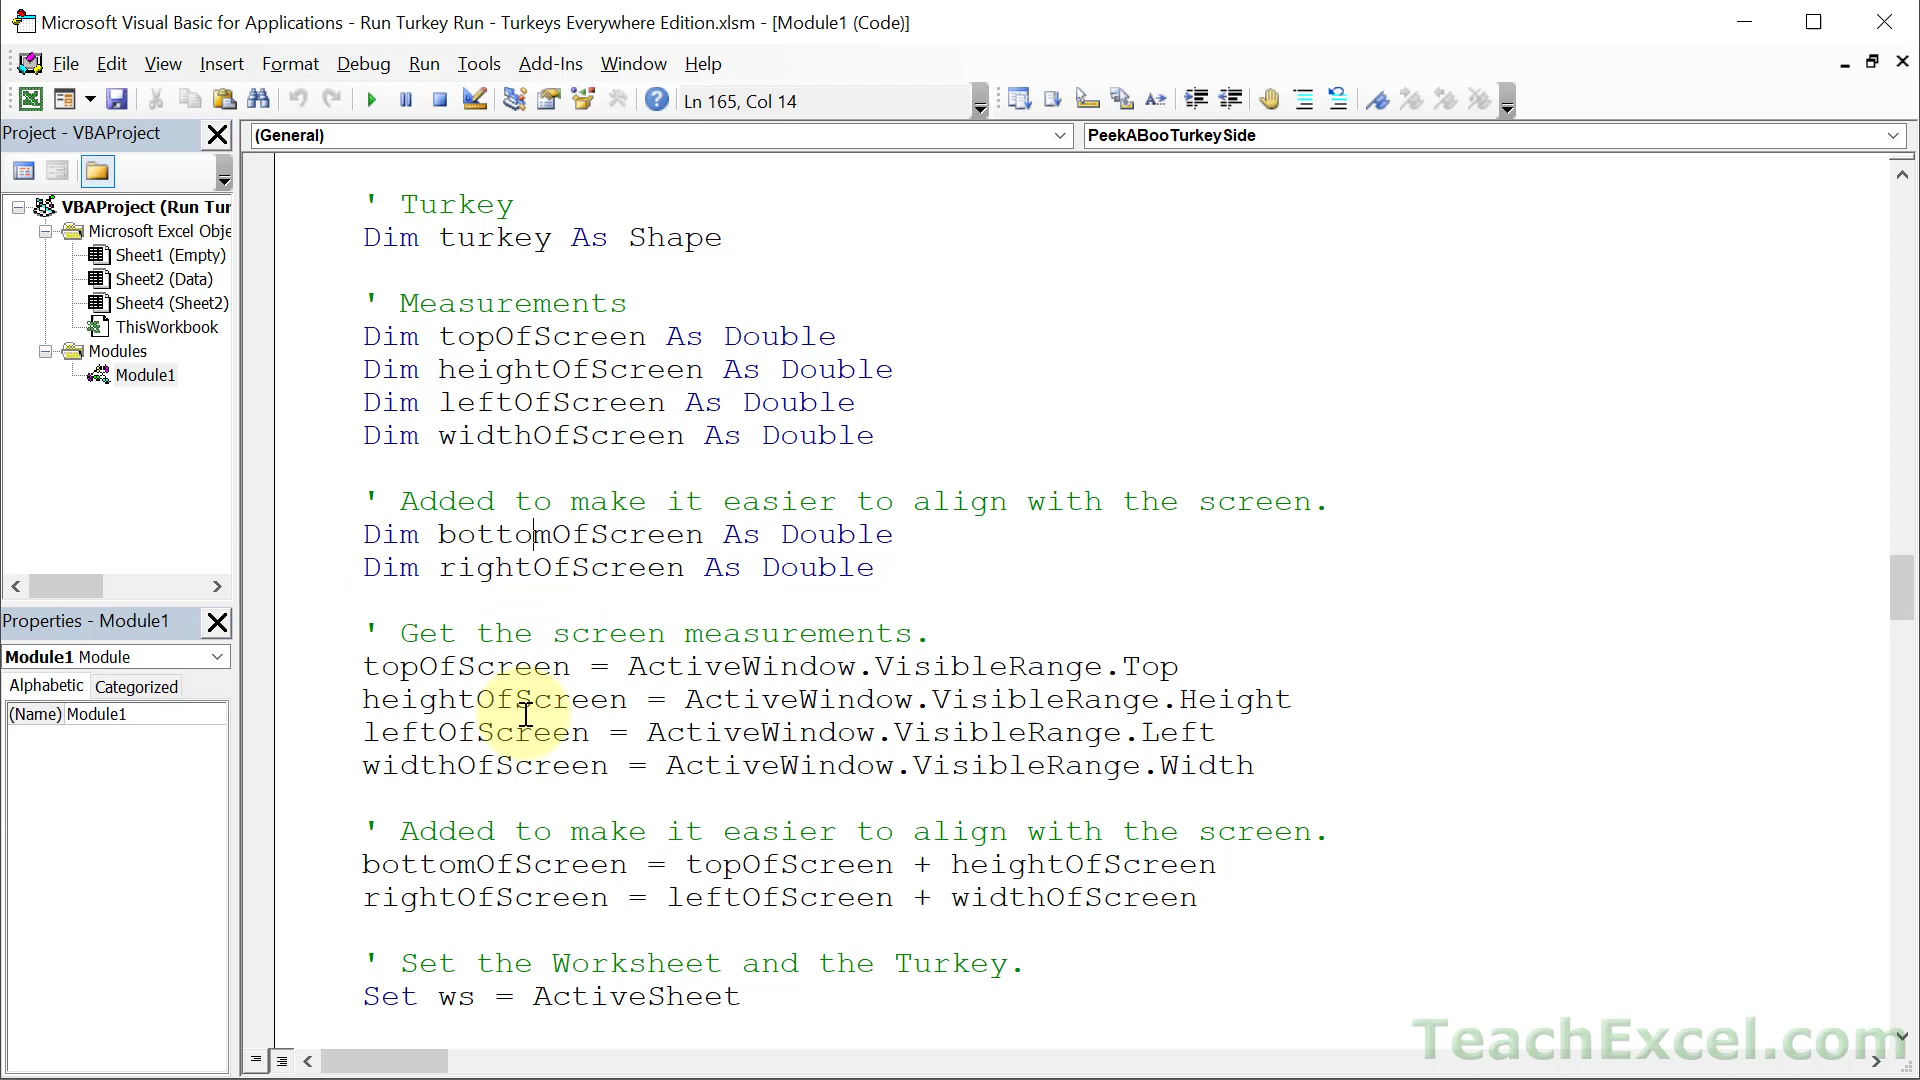 Microsoft Visual Basic for Applications - Run Turkey Run - Turkeys Everywhere Edition.xlsm - [Module1 (Code)]
File Edit View Insert Format Debug Run Tools Add-Ins Window Help
Ln 165, Col 14
Project - VBAProject
(General)
PeekABooTurkeySide
VBAProject (Run Tur
Microsoft Excel Obje
Sheet1 (Empty)
Sheet2 (Data)
Sheet4 (Sheet2)
ThisWorkbook
Modules
Module1
Properties - Module1
Module1 Module
Alphabetic Categorized
(Name) Module1
' Turkey
Dim turkey As Shape
' Measurements
Dim topOfScreen As Double
Dim heightOfScreen As Double
Dim leftOfScreen As Double
Dim widthOfScreen As Double
' Added to make it easier to align with the screen.
Dim bottomOfScreen As Double
Dim rightOfScreen As Double
' Get the screen measurements.
topOfScreen = ActiveWindow.VisibleRange.Top
heightOfScreen = ActiveWindow.VisibleRange.Height
leftOfScreen = ActiveWindow.VisibleRange.Left
widthOfScreen = ActiveWindow.VisibleRange.Width
' Added to make it easier to align with the screen.
bottomOfScreen = topOfScreen + heightOfScreen
rightOfScreen = leftOfScreen + widthOfScreen
' Set the Worksheet and the Turkey.
Set ws = ActiveSheet
TeachExcel.com